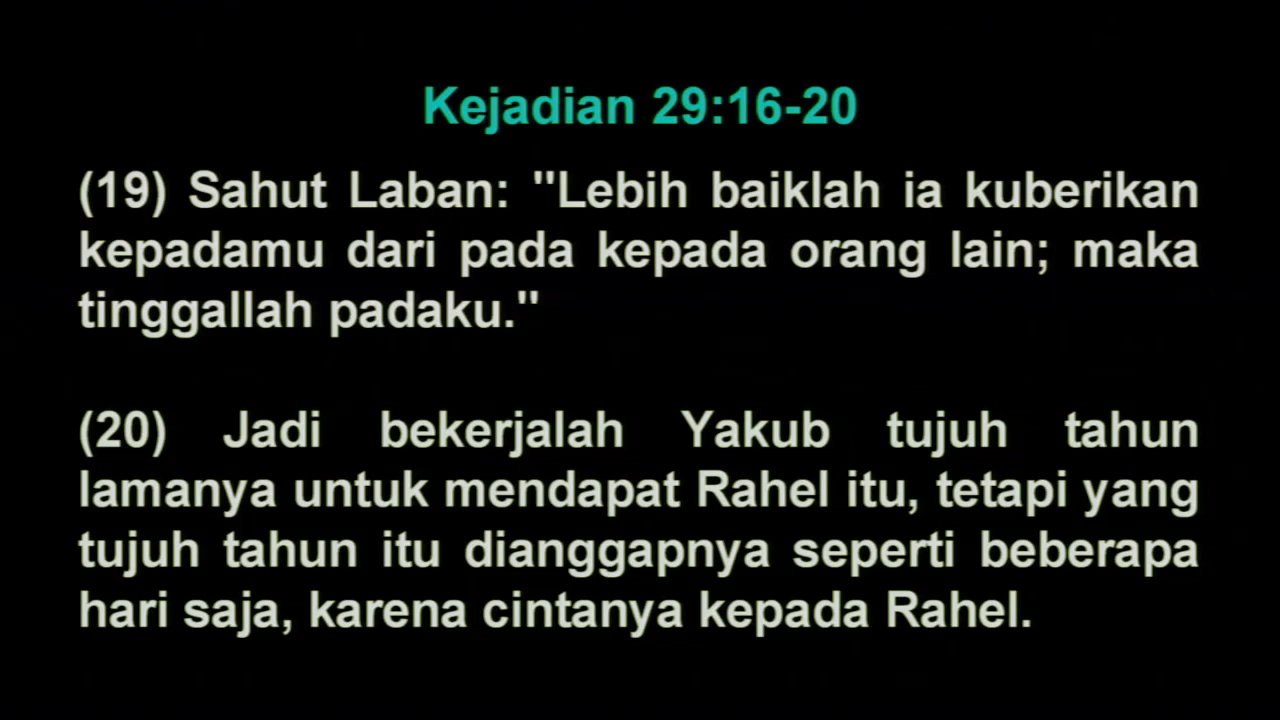 Kejadian 29:16-20
(19) Sahut Laban: "Lebih baiklah ia kuberikan
kepadamu dari pada kepada orang lain; maka
tinggallah padaku."
(20) Jadi bekerjalah Yakub tujuh tahun
lamanya untuk mendapat Rahel itu, tetapi yang
tujuh tahun itu dianggapnya seperti beberapa
hari saja, karena cintanya kepada Rahel.